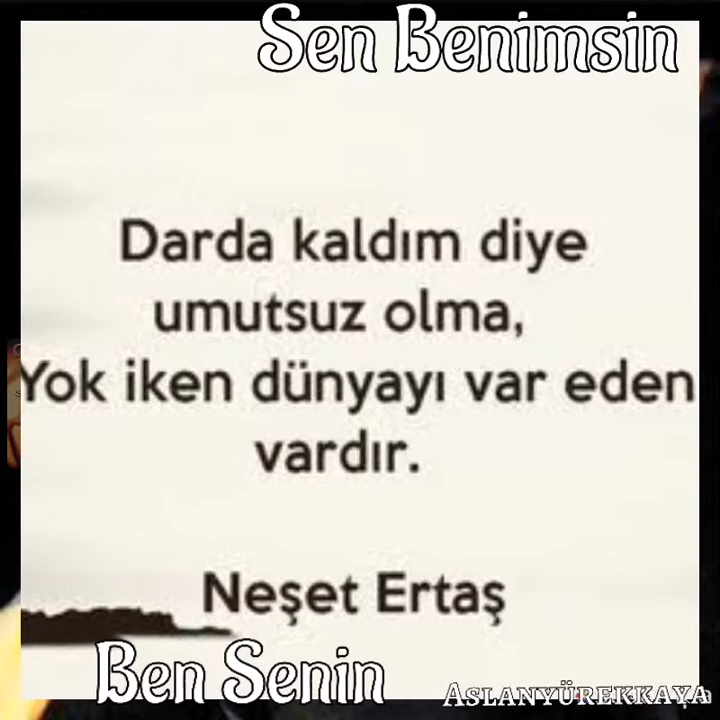 Sen Benimsin
Darda kaldım diye
umutsuz olma,
Yok iken dünyayı var eden
vardır.
Neşet Ertaş
Ben Senin
ASLANYÜREKKAYA